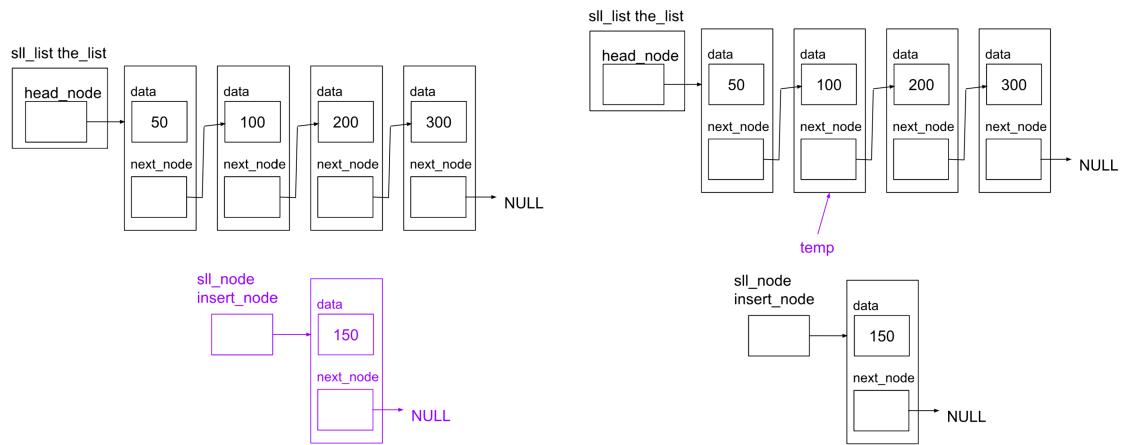 sll_list the_list
head_node
data
data
data
data
50
100
200
300
next_node
next_node
next_node
next_node
NULL
sll_node
insert_node
data
150
next_node
NULL
sll_list the_list
head_node
data
data
data
data
50
100
200
300
next_node
next_node
next_node
next_node
NULL
temp
sll_node
insert_node
data
150
next_node
NULL